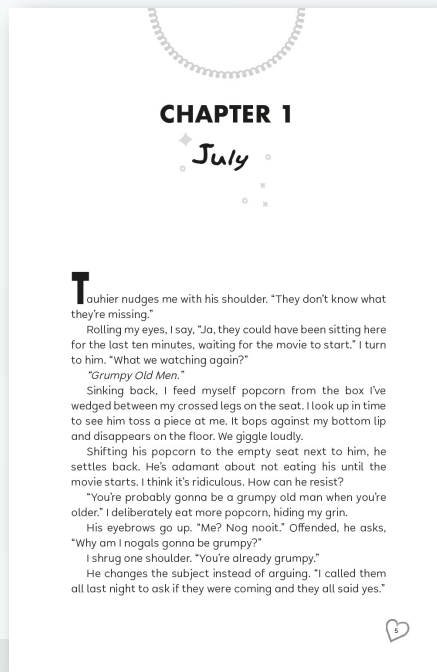 CHAPTER 1
July
Tauhier nudges me with his shoulder. “They don’t know what
they’re missing.”
Rolling my eyes, I say, “Ja, they could have been sitting here
for the last ten minutes, waiting for the movie to start.” I turn
to him. “What we watching again?”
“Grumpy Old Men.”
Sinking back, I feed myself popcorn from the box I’ve
wedged between my crossed legs on the seat. I look up in time
to see him toss a piece at me. It bops against my bottom lip
and disappears on the floor. We giggle loudly.
Shifting his popcorn to the empty seat next to him, he
settles back. He’s adamant about not eating his until the
movie starts. I think it’s ridiculous. How can he resist?
“You’re probably gonna be a grumpy old man when you’re
older.” I deliberately eat more popcorn, hiding my grin.
His eyebrows go up. “Me? Nog nooit.” Offended, he asks,
“Why am I nogals gonna be grumpy?”
I shrug one shoulder. “You’re already grumpy.”
He changes the subject instead of arguing. “I called them
all last night to ask if they were coming and they all said yes.”
5